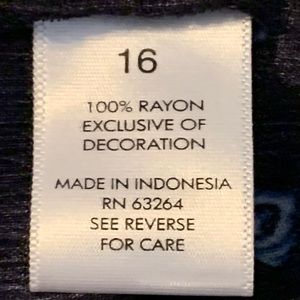 16
100% RAYON
EXCLUSIVE OF
DECORATION
MADE IN INDONESIA
RN 63264
SEE REVERSE
FOR CARE